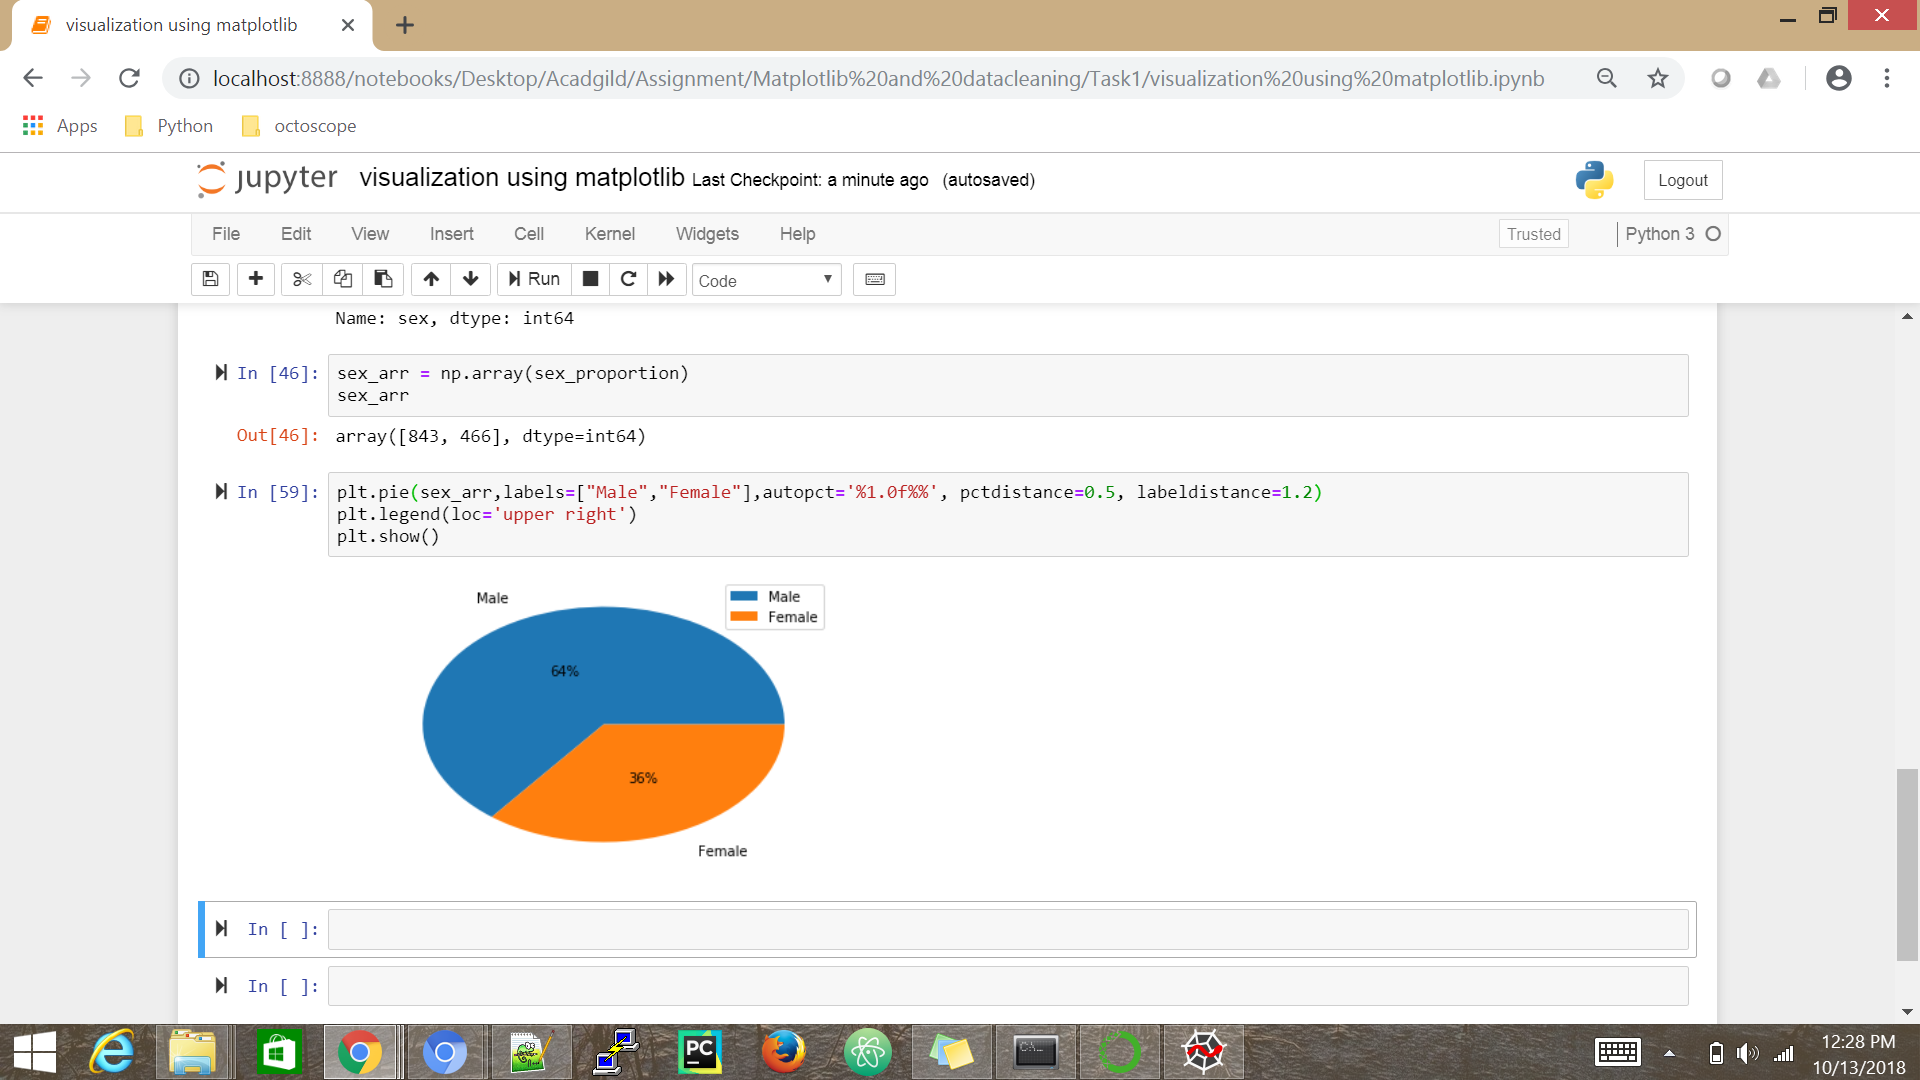 visualization using matplotlib
localhost:8888/notebooks/Desktop/Acadgild/Assignment/Matplotlib%20and%20datacleaning/Task1/visualization%20using%20matplotlib.ipynb
Apps Python octoscope
jupyter visualization using matplotlib Last Checkpoint: a minute ago (autosaved) Logout
File Edit View Insert Cell Kernel Widgets Help Trusted Python 3
Run Code
Name: sex, dtype: int64
In [46]: sex_arr = np.array(sex_proportion)
sex_arr
Out[46]: array([843, 466], dtype=int64)
In [59]: plt.pie(sex_arr,labels=["Male","Female"],autopct='%1.0f%%', pctdistance=0.5, labeldistance=1.2)
plt.legend(loc='upper right')
plt.show()
Male
Male
Female
64%
36%
Female
In [ ]:
In [ ]:
PC
C:\_
12:28 PM
10/13/2018